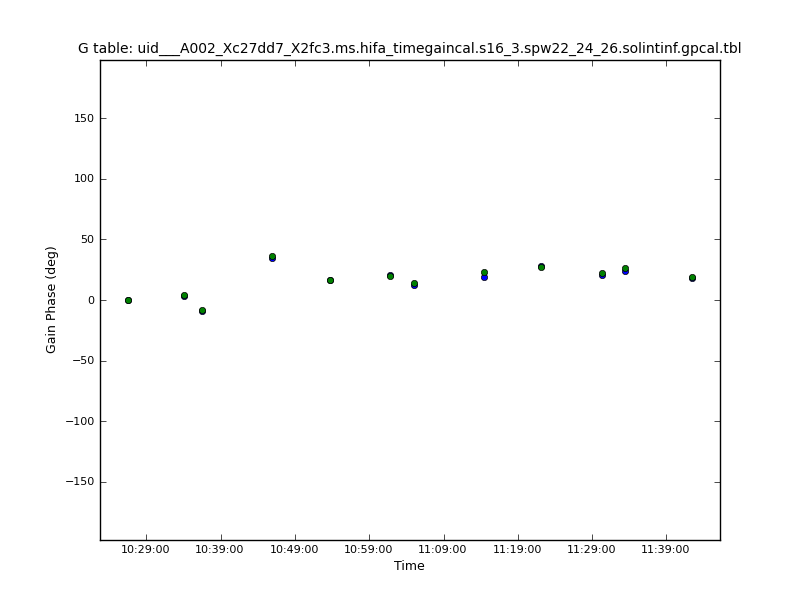 G table: uid___A002_Xc27dd7_X2fc3.ms.hifa_timegaincal.s16_3.spw22_24_26.solintinf.gpcal.tbl
150
100
50
0
−50
−100
−150
Gain Phase (deg)
10:29:00 10:39:00 10:49:00 10:59:00 11:09:00 11:19:00 11:29:00 11:39:00
Time